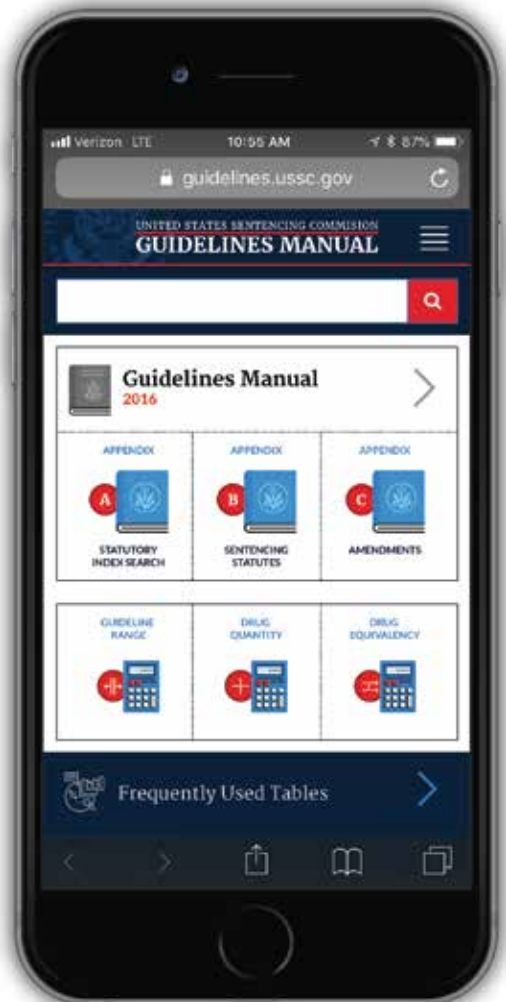 Verizon LTE 10:55 AM 87%
guidelines.ussc.gov
UNITED STATES SENTENCING COMMISION
GUIDELINES MANUAL
Guidelines Manual
2016
APPENDIX APPENDIX APPENDIX
A B C
STATUTORY INDEX SEARCH
SENTENCING STATUTES
AMENDMENTS
GUIDELINE RANGE
DRUG QUANTITY
DRUG EQUIVALENCY
Frequently Used Tables